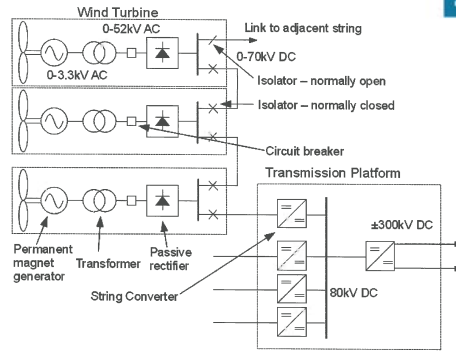 Wind Turbine
0-52kV AC
Link to adjacent string
0-70kV DC
0-3.3kV AC
Isolator – normally open
Isolator – normally closed
Circuit breaker
Transmission Platform
±300kV DC
Permanent
magnet
generator
Transformer
Passive
rectifier
String Converter
80kV DC